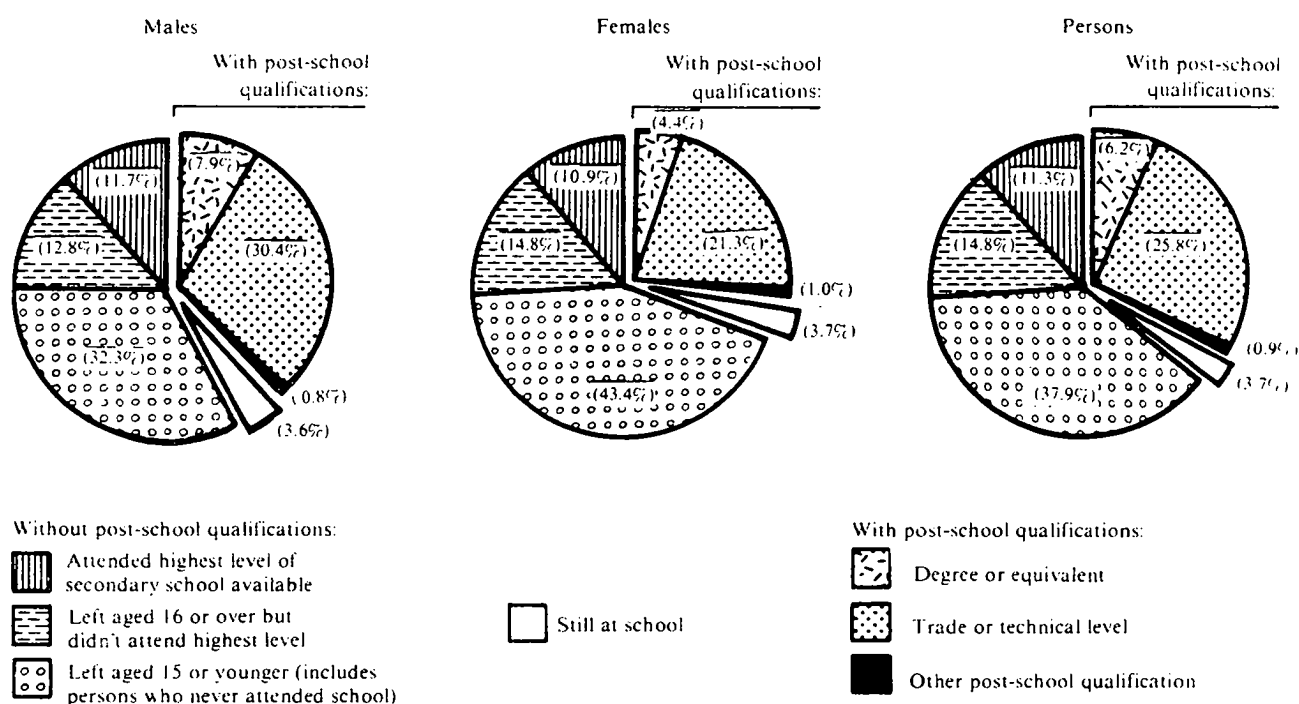 Males
With post-school
qualifications:
(7.9%)
(11.7%)
(12.8%)
(30.4%)
(32.3%)
(0.8%)
(3.6%)
Females
With post-school
qualifications:
(4.4%)
(10.9%)
(14.8%)
(21.3%)
(1.0%)
(3.7%)
(43.4%)
Persons
With post-school
qualifications:
(6.2%)
(11.3%)
(14.8%)
(25.8%)
(0.9%)
(3.7%)
(37.9%)
Without post-school qualifications:
Attended highest level of
secondary school available
Left aged 16 or over but
didn't attend highest level
Left aged 15 or younger (includes
persons who never attended school)
Still at school
With post-school qualifications:
Degree or equivalent
Trade or technical level
Other post-school qualification